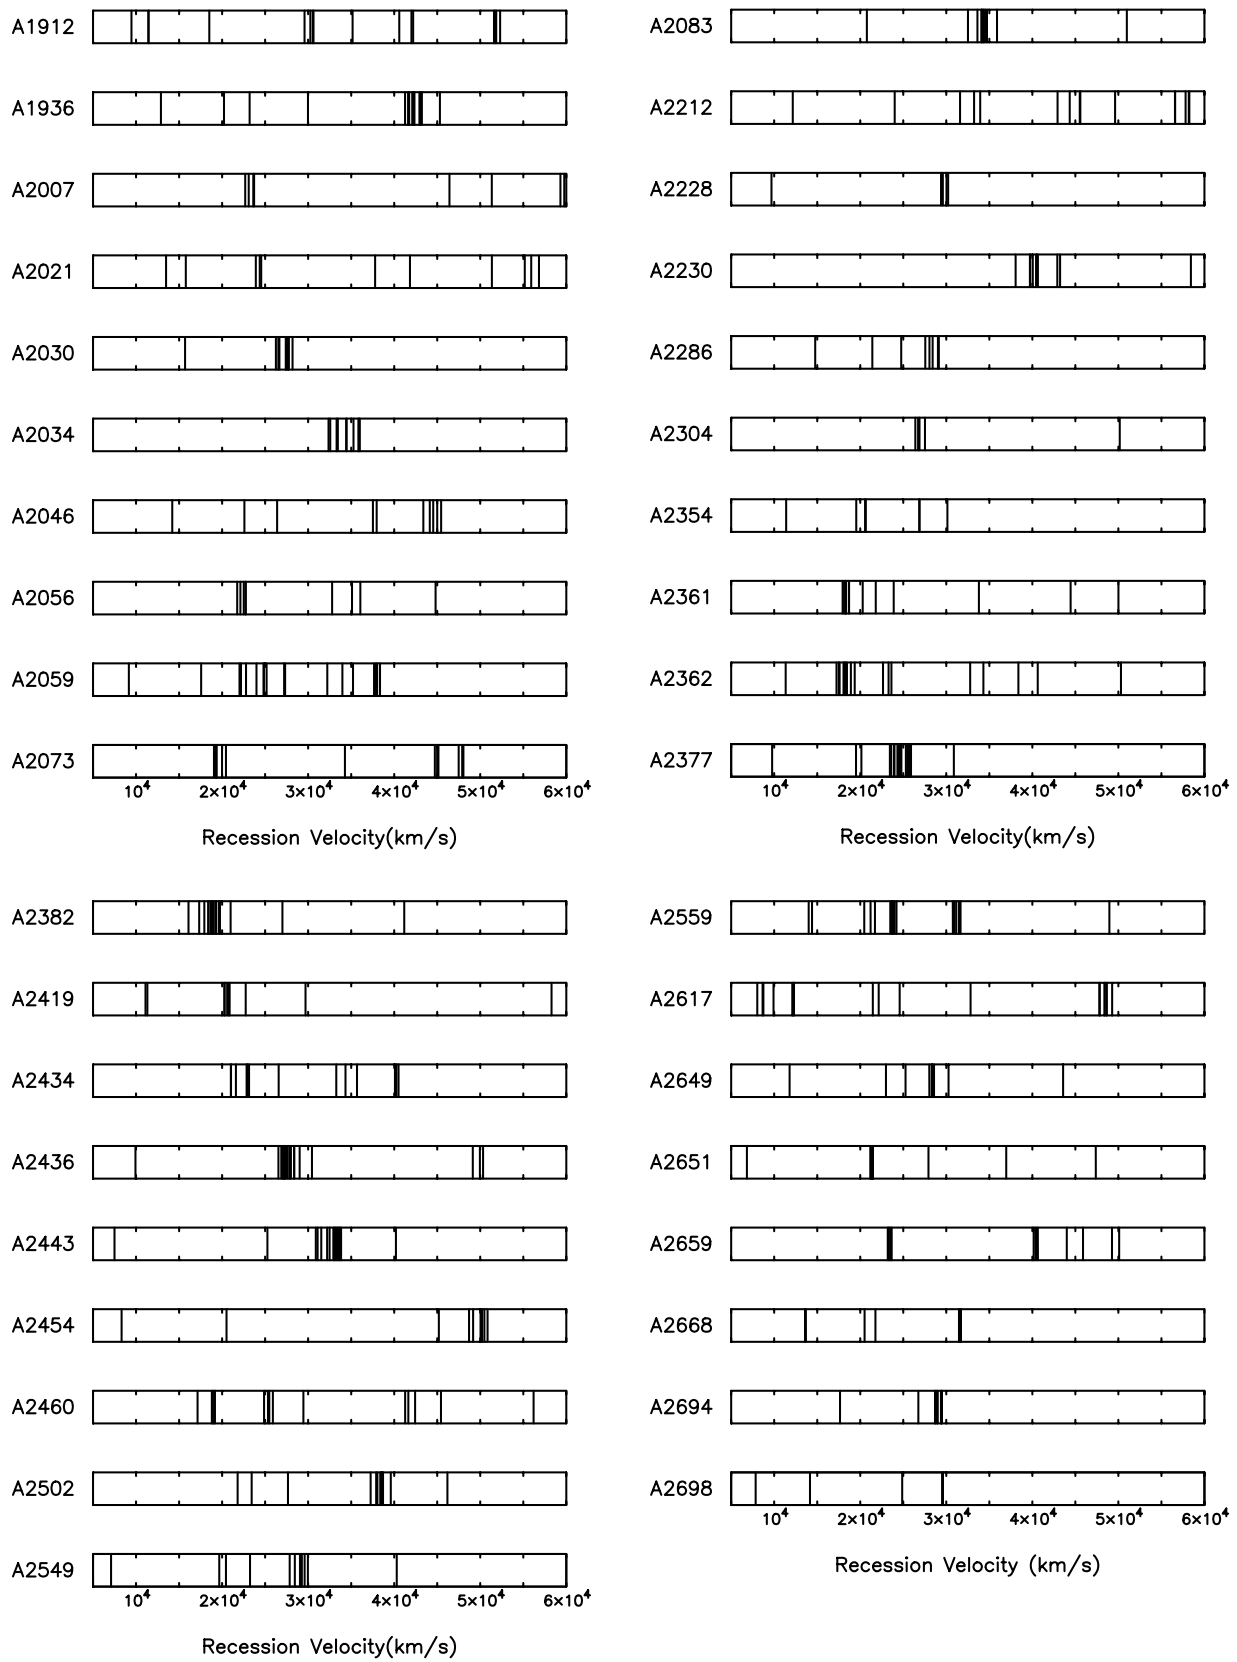 A1912
A1936
A2007
A2021
A2030
A2034
A2046
A2056
A2059
A2073
10⁴ 2×10⁴ 3×10⁴ 4×10⁴ 5×10⁴ 6×10⁴
Recession Velocity(km/s)
A2083
A2212
A2228
A2230
A2286
A2304
A2354
A2361
A2362
A2377
10⁴ 2×10⁴ 3×10⁴ 4×10⁴ 5×10⁴ 6×10⁴
Recession Velocity(km/s)
A2382
A2419
A2434
A2436
A2443
A2454
A2460
A2502
A2549
10⁴ 2×10⁴ 3×10⁴ 4×10⁴ 5×10⁴ 6×10⁴
Recession Velocity(km/s)
A2559
A2617
A2649
A2651
A2659
A2668
A2694
A2698
10⁴ 2×10⁴ 3×10⁴ 4×10⁴ 5×10⁴ 6×10⁴
Recession Velocity (km/s)